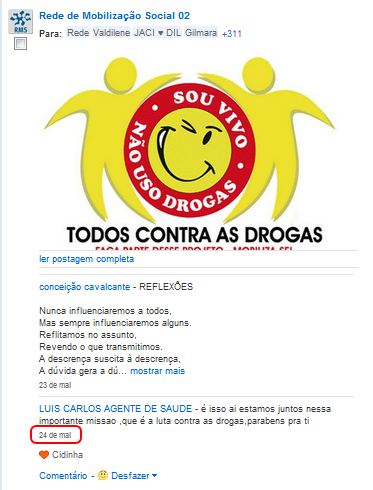 Rede de Mobilização Social 02
RMS
Para: Rede Valdilene JACI ♥ DIL Gilmara +311
• SOU VIVO •
NÃO USO DROGAS
TODOS CONTRA AS DROGAS
FAÇA PARTE DESSE PROJETO - MOBILIZA-SE!
ler postagem completa
conceição cavalcante - REFLEXÕES
Nunca influenciaremos a todos,
Mas sempre influenciaremos alguns.
Reflitamos no assunto,
Revendo o que transmitimos.
A descrença suscita à descrença,
A dúvida gera a dú... mostrar mais
23 de mai
LUIS CARLOS AGENTE DE SAUDE - é isso ai estamos juntos nessa
importante missao ,que é a luta contra as drogas,parabens pra ti
24 de mai
Cidinha
Comentário - Desfazer